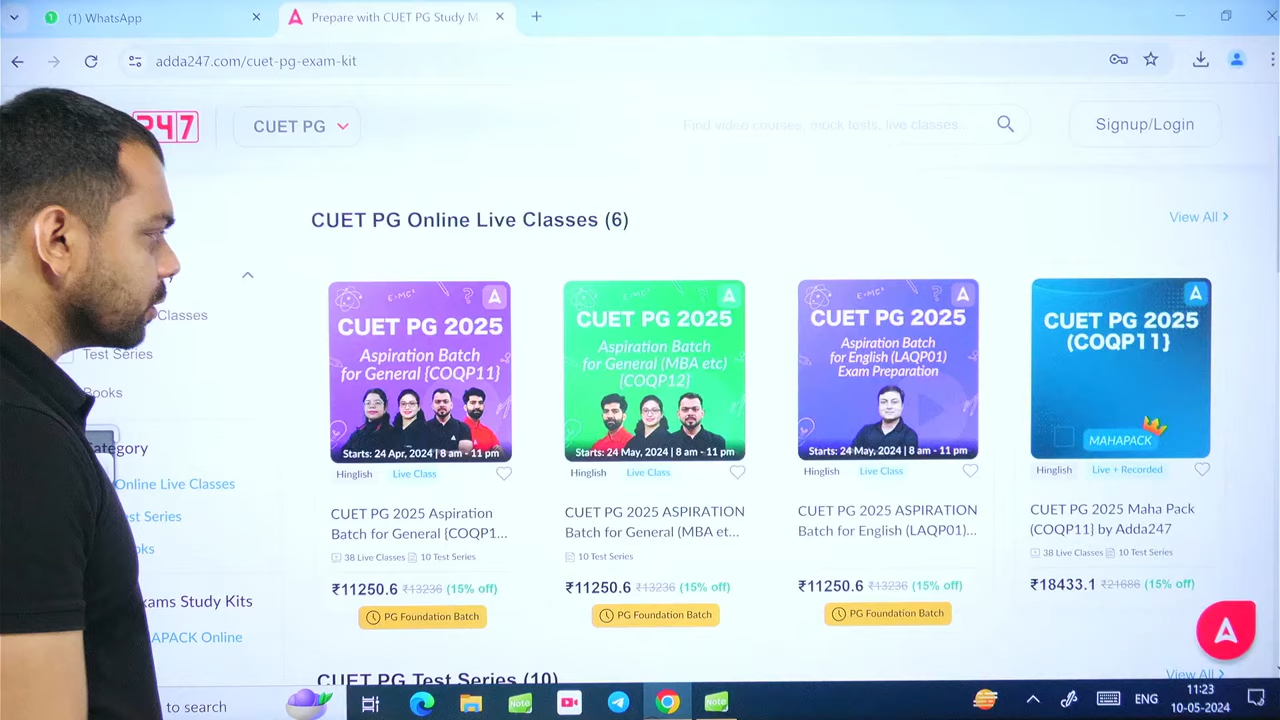 (1) WhatsApp
Prepare with CUET PG Study M
adda247.com/cuet-pg-exam-kit
247
CUET PG
Find video courses, mock tests, live classes..
Signup/Login
CUET PG Online Live Classes (6)
View All
Classes
Test Series
Books
Category
Online Live Classes
st Series
oks
xams Study Kits
APACK Online
CUET PG 2025
Aspiration Batch
for General {COQP11}
Starts: 24 Apr, 2024 | 8 am - 11 pm
Hinglish Live Class
CUET PG 2025 Aspiration
Batch for General {COQP1...
38 Live Classes 10 Test Series
₹11250.6 ₹13236 (15% off)
PG Foundation Batch
CUET PG 2025
Aspiration Batch
for General (MBA etc)
{COQP12}
Starts: 24 May, 2024 | 8 am - 11 pm
Hinglish Live Class
CUET PG 2025 ASPIRATION
Batch for General (MBA et...
10 Test Series
₹11250.6 ₹13236 (15% off)
PG Foundation Batch
CUET PG 2025
Aspiration Batch
for English (LAQP01)
Exam Preparation
Starts: 24 May, 2024 | 8 am - 11 pm
Hinglish Live Class
CUET PG 2025 ASPIRATION
Batch for English (LAQP01)...
₹11250.6 ₹13236 (15% off)
PG Foundation Batch
CUET PG 2025
(COQP11}
MAHAPACK
Hinglish Live + Recorded
CUET PG 2025 Maha Pack
(COQP11] by Adda247
38 Live Classes 10 Test Series
₹18433.1 ₹21686 (15% off)
CUET PG Test Series (10)
View All
to search
Note
Note
ENG
11:23
10-05-2024